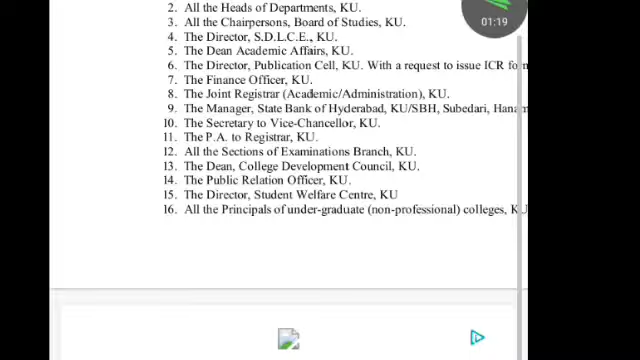 2. All the Heads of Departments, KU.
01:19
3. All the Chairpersons, Board of Studies, KU.
4. The Director, S.D.L.C.E., KU.
5. The Dean Academic Affairs, KU.
6. The Director, Publication Cell, KU. With a request to issue ICR
7. The Finance Officer, KU.
8. The Joint Registrar (Academic/Administration), KU.
9. The Manager, State Bank of Hyderabad, KU/SBH, Subedari,
10. The Secretary to Vice-Chancellor, KU.
11. The P.A. to Registrar, KU.
12. All the Sections of Examinations Branch, KU.
13. The Dean, College Development Council, KU.
14. The Public Relation Officer, KU.
15. The Director, Student Welfare Centre, KU
16. All the Principals of under-graduate (non-professional) colleges, KU